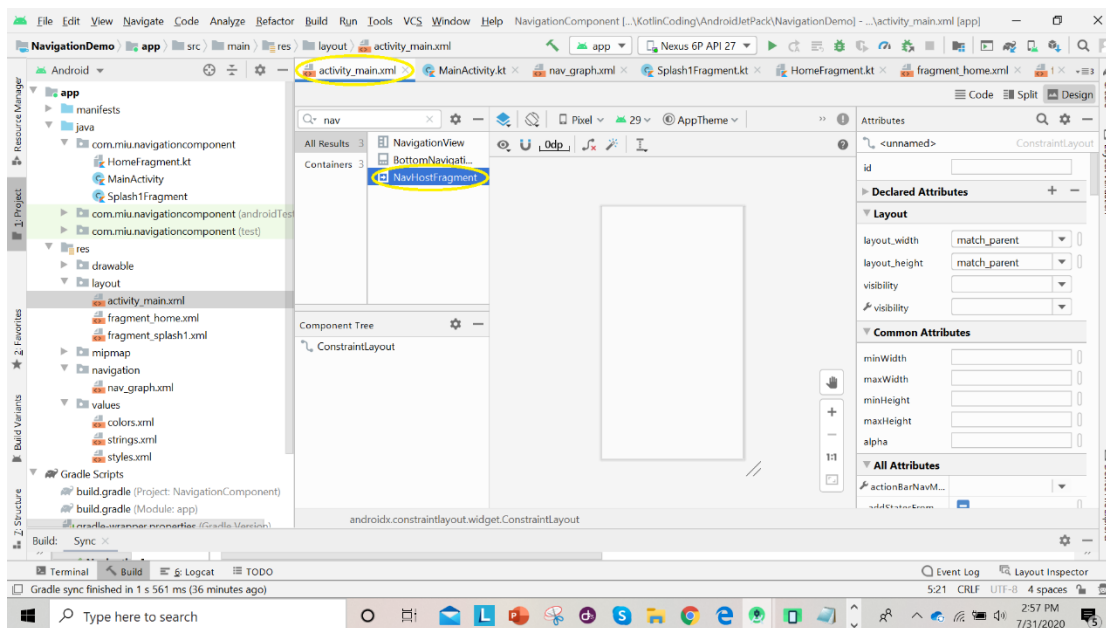 File Edit View Navigate Code Analyze Refactor Build Run Tools VCS Window Help NavigationComponent [...\KotlinCoding\AndroidJetPack\NavigationDemo] - ...\activity_main.xml [app]
NavigationDemo app src main res layout activity_main.xml app Nexus 6P API 27
Android activity_main.xml MainActivity.kt nav_graph.xml Splash1Fragment.kt HomeFragment.kt fragment_home.xml 1
Code Split Design
Resource Manager
1: Project
2: Favorites
Build Variants
Z: Structure
app
manifests
java
com.miu.navigationcomponent
HomeFragment.kt
MainActivity
Splash1Fragment
com.miu.navigationcomponent (androidTest
com.miu.navigationcomponent (test)
res
drawable
layout
activity_main.xml
fragment_home.xml
fragment_splash1.xml
mipmap
navigation
nav_graph.xml
values
colors.xml
strings.xml
styles.xml
Gradle Scripts
build.gradle (Project: NavigationComponent)
build.gradle (Module: app)
gradle-wrapper.properties (Gradle Version)
nav
All Results 3
Containers 3
NavigationView
BottomNavigati...
NavHostFragment
Component Tree
ConstraintLayout
Pixel 29 AppTheme
0dp
1:1
androidx.constraintlayout.widget.ConstraintLayout
Attributes
<unnamed> ConstraintLayout
id
Declared Attributes
Layout
layout_width match_parent
layout_height match_parent
visibility
visibility
Common Attributes
minWidth
maxWidth
minHeight
maxHeight
alpha
All Attributes
actionBarNavM...
addStatesFrom
Build: Sync
Terminal Build 6: Logcat TODO Event Log Layout Inspector
Gradle sync finished in 1 s 561 ms (36 minutes ago) 5:21 CRLF UTF-8 4 spaces
Type here to search
2:57 PM
7/31/2020